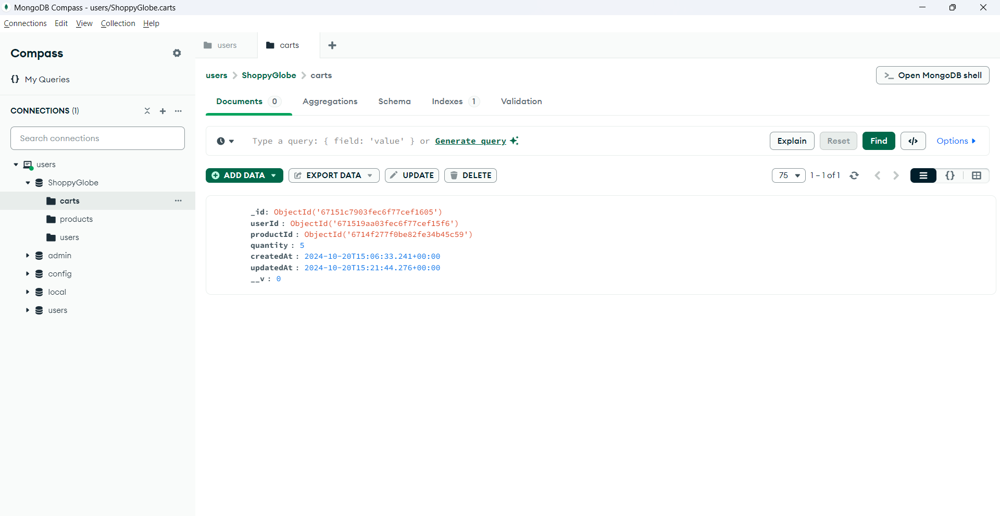 MongoDB Compass - users/ShoppyGlobe.carts
Connections Edit View Collection Help
Compass
{} My Queries
CONNECTIONS (1)
Search connections
users
ShoppyGlobe
carts
products
users
admin
config
local
users
users carts
users ShoppyGlobe carts
>_ Open MongoDB shell
Documents 0 Aggregations Schema Indexes 1 Validation
Type a query: { field: 'value' } or Generate query
Explain Reset Find </> Options
ADD DATA EXPORT DATA UPDATE DELETE
75 1 – 1 of 1 {}
_id: ObjectId('67151c7903fec6f77cef1605')
userId : ObjectId('671519aa03fec6f77cef15f6')
productId : ObjectId('6714f277f0be82fe34b45c59')
quantity : 5
createdAt : 2024-10-20T15:06:33.241+00:00
updatedAt : 2024-10-20T15:21:44.276+00:00
__v : 0